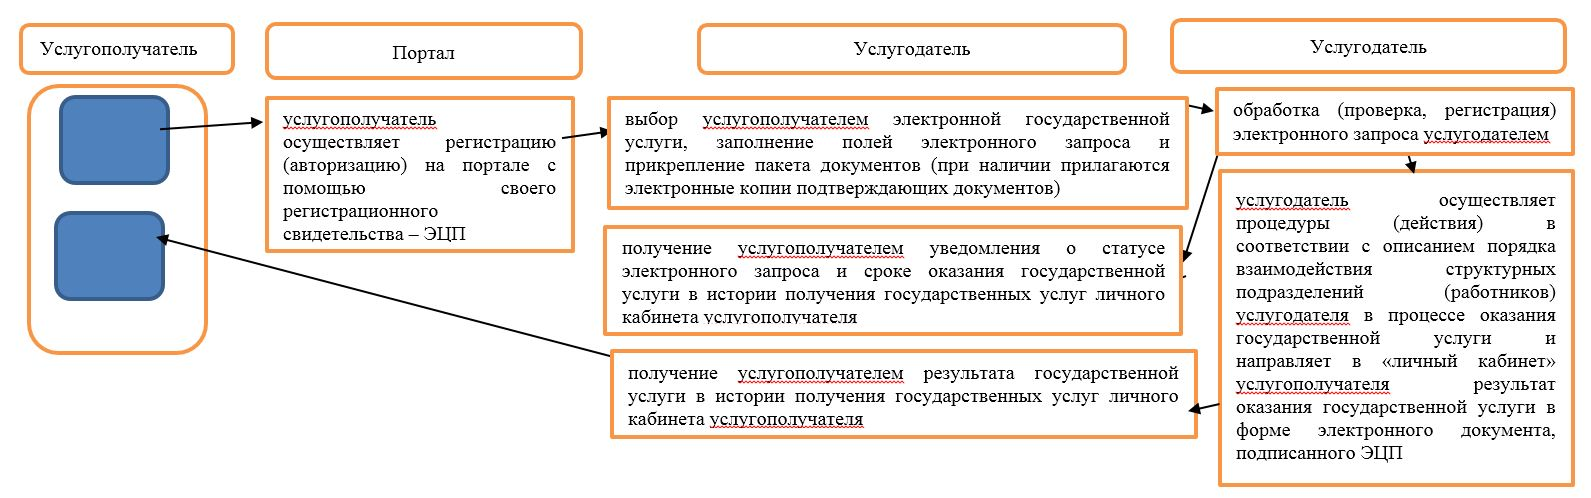 Услугополучатель
Портал
Услугодатель
Услугодатель
услугополучатель
осуществляет регистрацию
(авторизацию) на портале с
помощью своего
регистрационного
свидетельства – ЭЦП
выбор услугополучателем электронной государственной
услуги, заполнение полей электронного запроса и
прикрепление пакета документов (при наличии прилагаются
электронные копии подтверждающих документов)
обработка (проверка, регистрация)
электронного запроса услугодателем
получение услугополучателем уведомления о статусе
электронного запроса и сроке оказания государственной
услуги в истории получения государственных услуг личного
кабинета услугополучателя
услугодатель осуществляет
процедуры (действия) в
соответствии с описанием порядка
взаимодействия структурных
подразделений (работников)
услугодателя в процессе оказания
государственной услуги и
направляет в «личный кабинет»
услугополучателя результат
оказания государственной услуги в
форме электронного документа,
подписанного ЭЦП
получение услугополучателем результата государственной
услуги в истории получения государственных услуг личного
кабинета услугополучателя